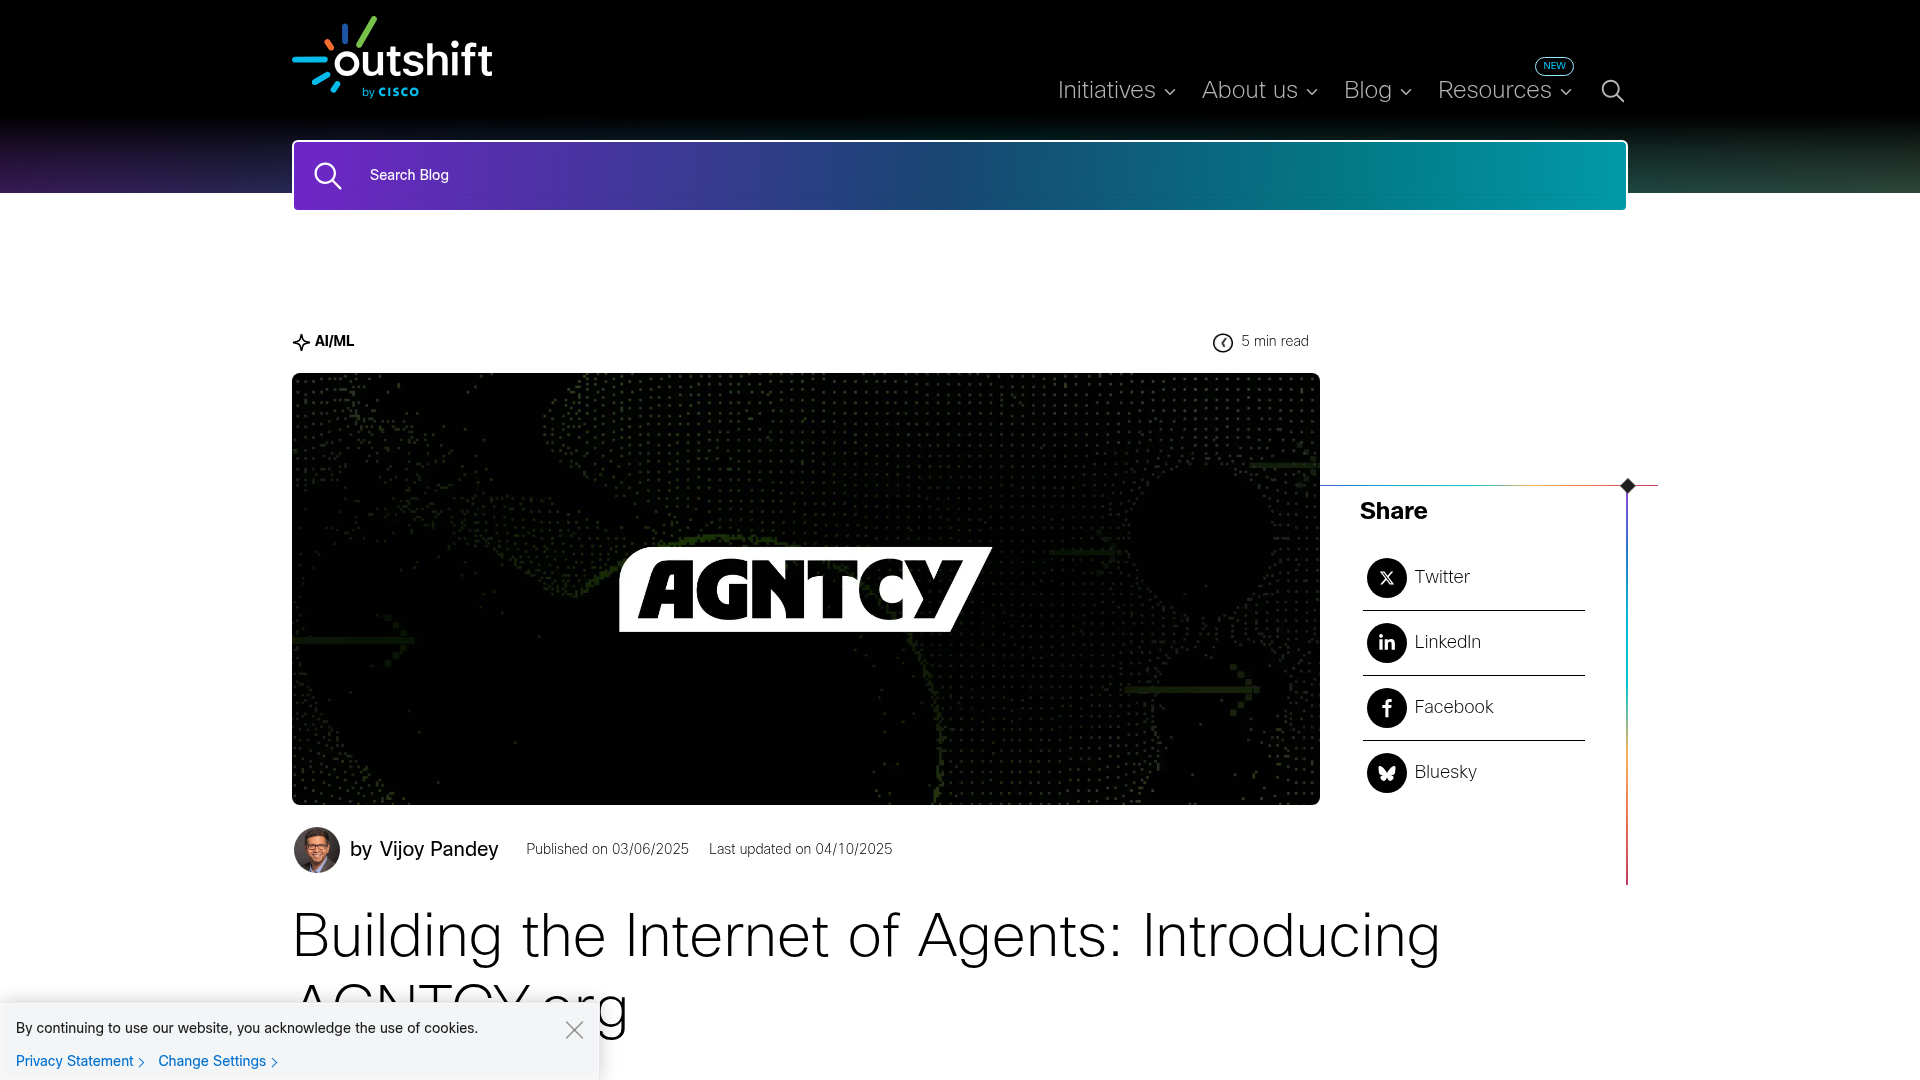 outshift
by CISCO
NEW
Initiatives
About us
Blog
Resources
Search Blog
AI/ML
5 min read
AGNTCY
Share
Twitter
LinkedIn
Facebook
Bluesky
by Vijoy Pandey
Published on 03/06/2025
Last updated on 04/10/2025
Building the Internet of Agents: Introducing
AGNTCY.org
By continuing to use our website, you acknowledge the use of cookies.
Privacy Statement
Change Settings